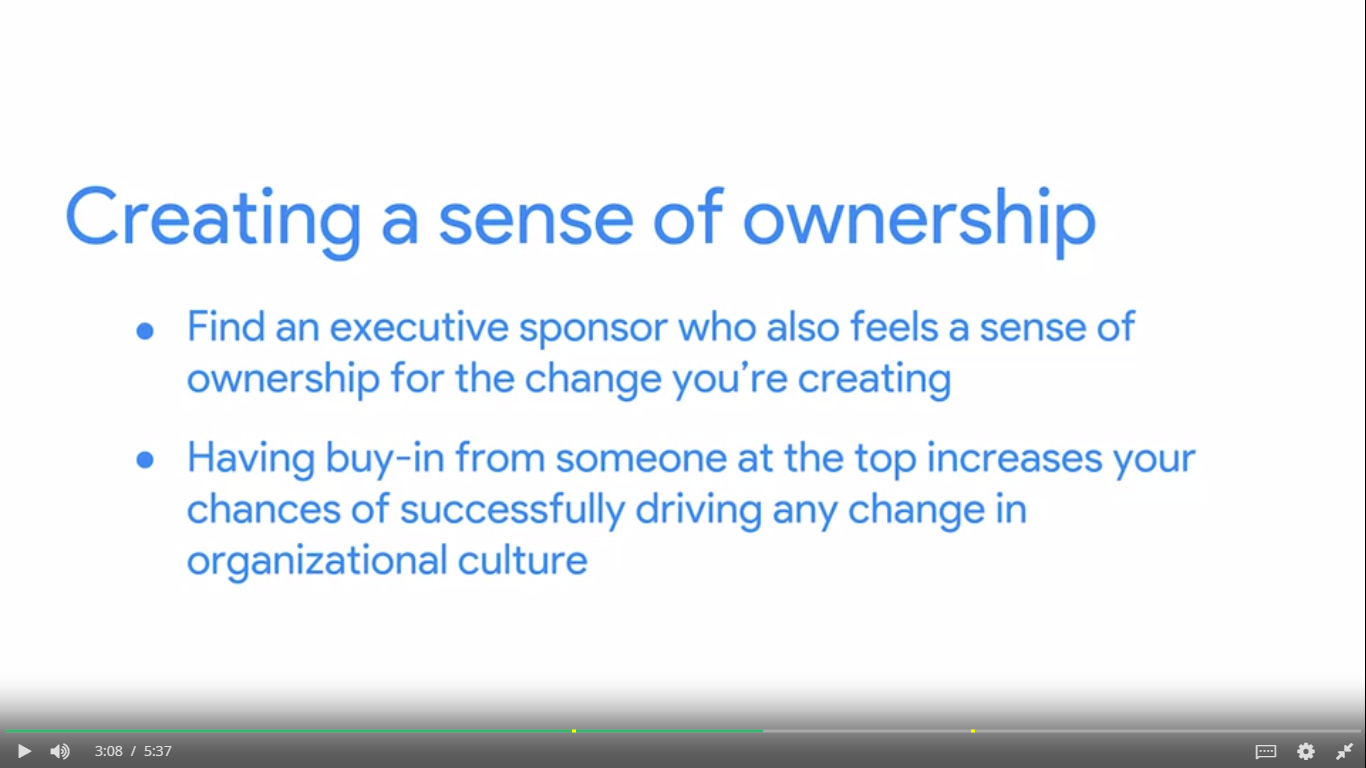 Creating a sense of ownership
● Find an executive sponsor who also feels a sense of
ownership for the change you’re creating
● Having buy-in from someone at the top increases your
chances of successfully driving any change in
organizational culture
3:08 / 5:37